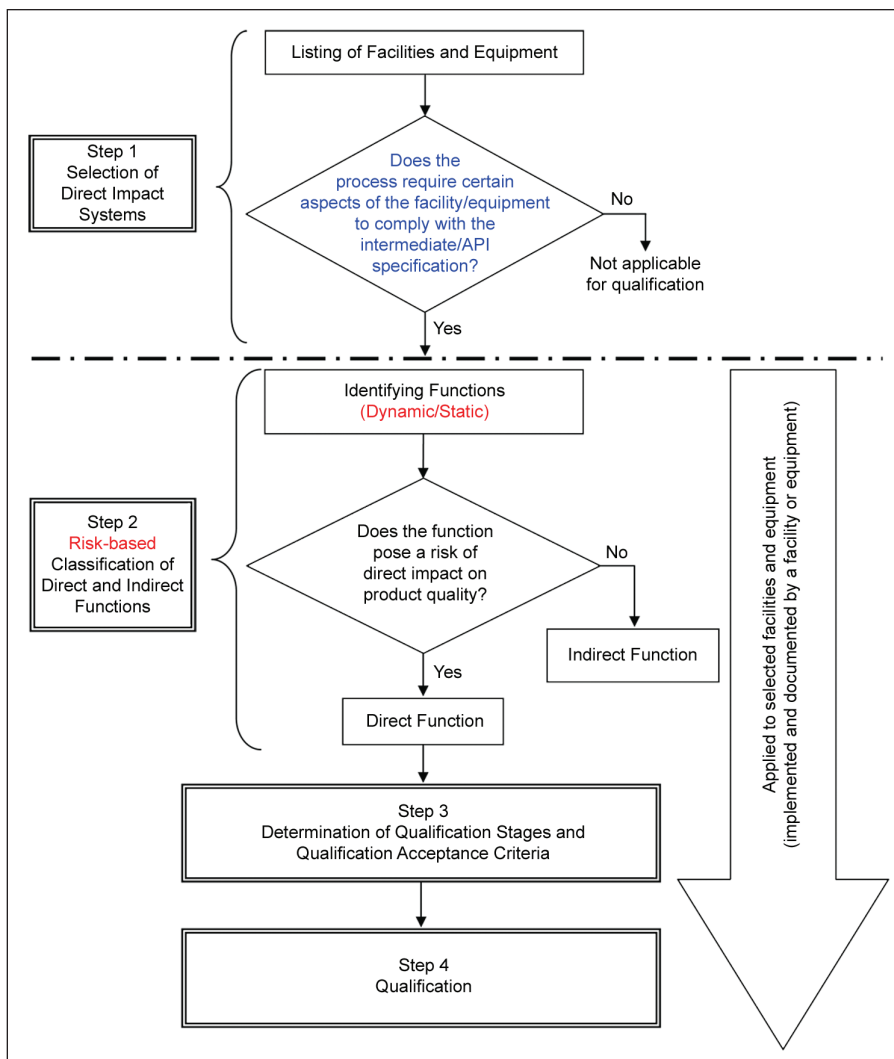 Listing of Facilities and Equipment
Step 1
Selection of
Direct Impact
Systems
Does the
process require certain
aspects of the facility/equipment
to comply with the
intermediate/API
specification?
No
Not applicable
for qualification
Yes
Identifying Functions
(Dynamic/Static)
Step 2
Risk-based
Classification of
Direct and Indirect
Functions
Does the function
pose a risk of
direct impact on
product quality?
No
Indirect Function
Yes
Direct Function
Step 3
Determination of Qualification Stages and
Qualification Acceptance Criteria
Step 4
Qualification
Applied to selected facilities and equipment
(implemented and documented by a facility or equipment)